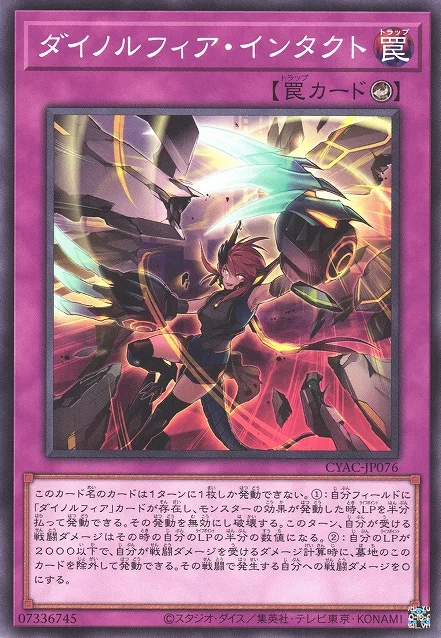 ダイノルフィア・インタクト
トラップ
罠
トラップ
【罠カード】
CYAC-JP076
このカード名のカードは1ターンに1枚しか発動できない。①:自分フィールドに
「ダイノルフィア」カードが存在し、モンスターの効果が発動した時、LPを半分
払って発動できる。その発動を無効にし破壊する。このターン、自分が受ける
戦闘ダメージはその時の自分のLPの半分の数値になる。②:自分のLPが
2000以下で、自分が戦闘ダメージを受けるダメージ計算時に、墓地のこ
のカードを除外して発動できる。その戦闘で発生する自分への戦闘ダメージを0
にする。
07336745
©スタジオ・ダイス/集英社・テレビ東京・KONAMI